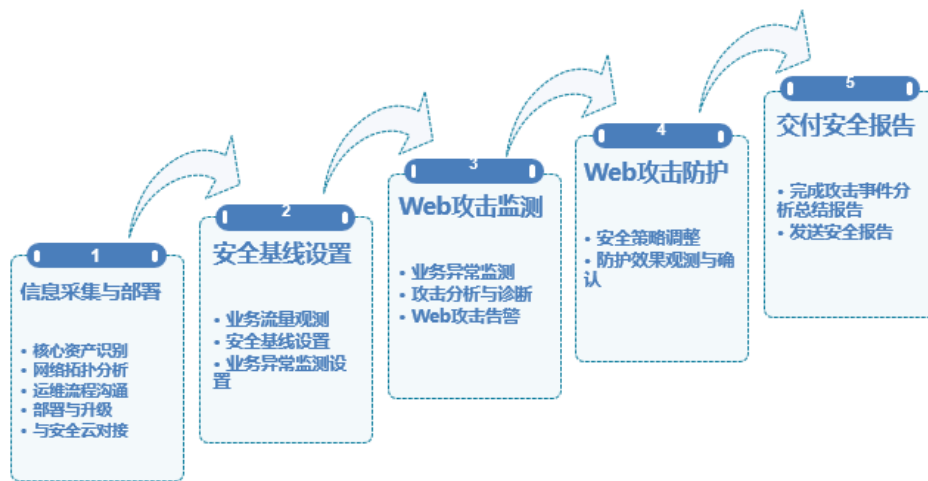 1
信息采集与部署
• 核心资产识别
• 网络拓扑分析
• 运维流程沟通
• 部署与升级
• 与安全云对接
2
安全基线设置
• 业务流量观测
• 安全基线设置
• 业务异常监测设
置
3
Web攻击监测
• 业务异常监测
• 攻击分析与诊断
• Web攻击告警
4
Web攻击防护
• 安全策略调整
• 防护效果观测与确
认
5
交付安全报告
• 完成攻击事件分
析总结报告
• 发送安全报告